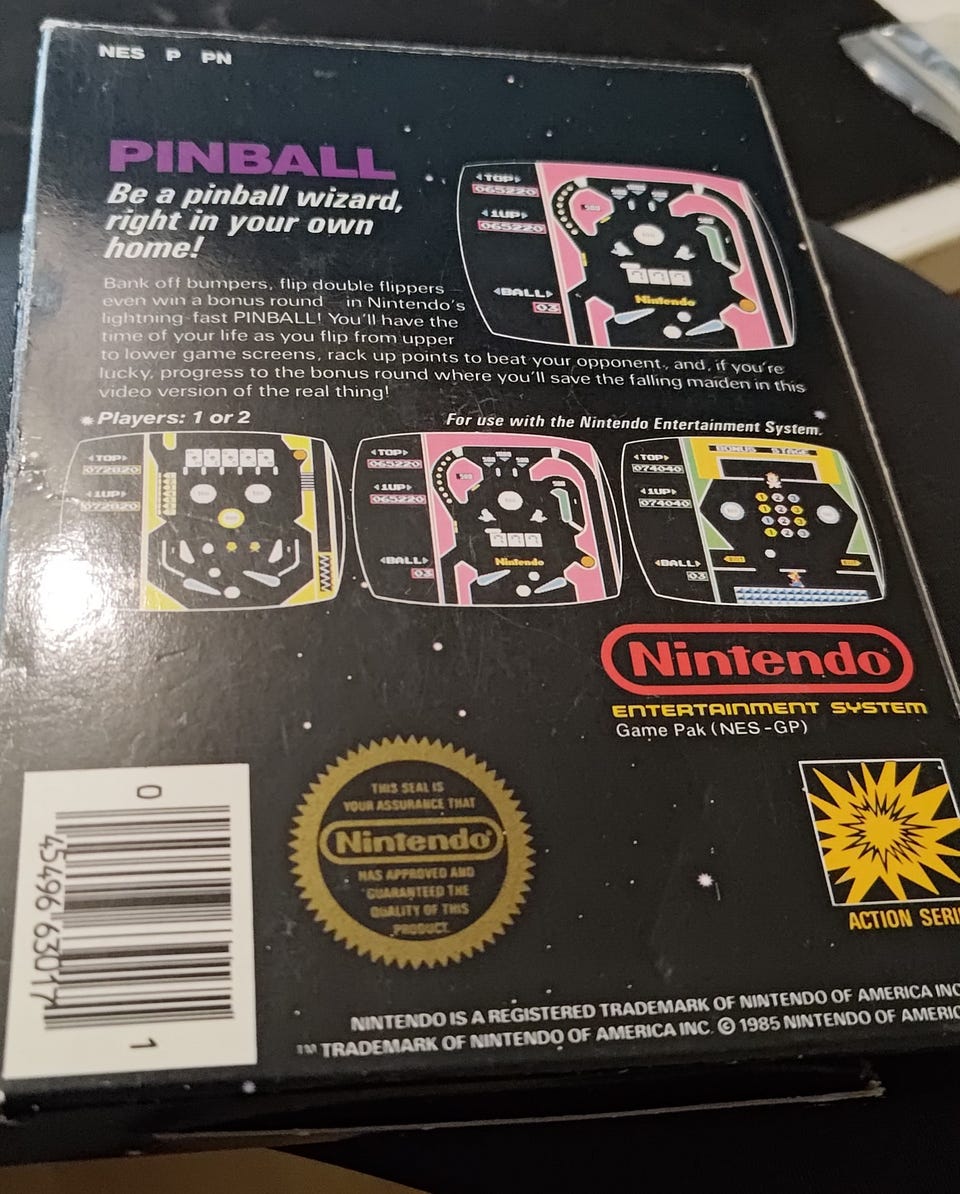 NES P PN
PINBALL
Be a pinball wizard,
right in your own
home!
Bank off bumpers, flip double flippers
even win a bonus round in Nintendo's
lightning-fast PINBALL! You'll have the
time of your life as you flip from upper
to lower game screens, rack up points to beat your opponent, and, if you're
lucky, progress to the bonus round where you'll save the falling maiden in this
video version of the real thing!
◄TOP►
065220
◄1UP►
065220
◄BALL►
03
500
100
Nintendo
Players: 1 or 2
For use with the Nintendo Entertainment System.
◄TOP►
072820
◄1UP►
072820
◄TOP►
065220
◄1UP►
065220
◄BALL►
03
Nintendo
◄TOP►
074040
◄1UP►
074040
◄BALL►
03
BONUS STAGE
Nintendo®
ENTERTAINMENT SYSTEM
Game Pak (NES-GP)
0
45496 63017
1
THIS SEAL IS
YOUR ASSURANCE THAT
Nintendo®
HAS APPROVED AND
GUARANTEED THE
QUALITY OF THIS
PRODUCT.
ACTION SERI
NINTENDO IS A REGISTERED TRADEMARK OF NINTENDO OF AMERICA INC
™ TRADEMARK OF NINTENDO OF AMERICA INC. © 1985 NINTENDO OF AMERIC